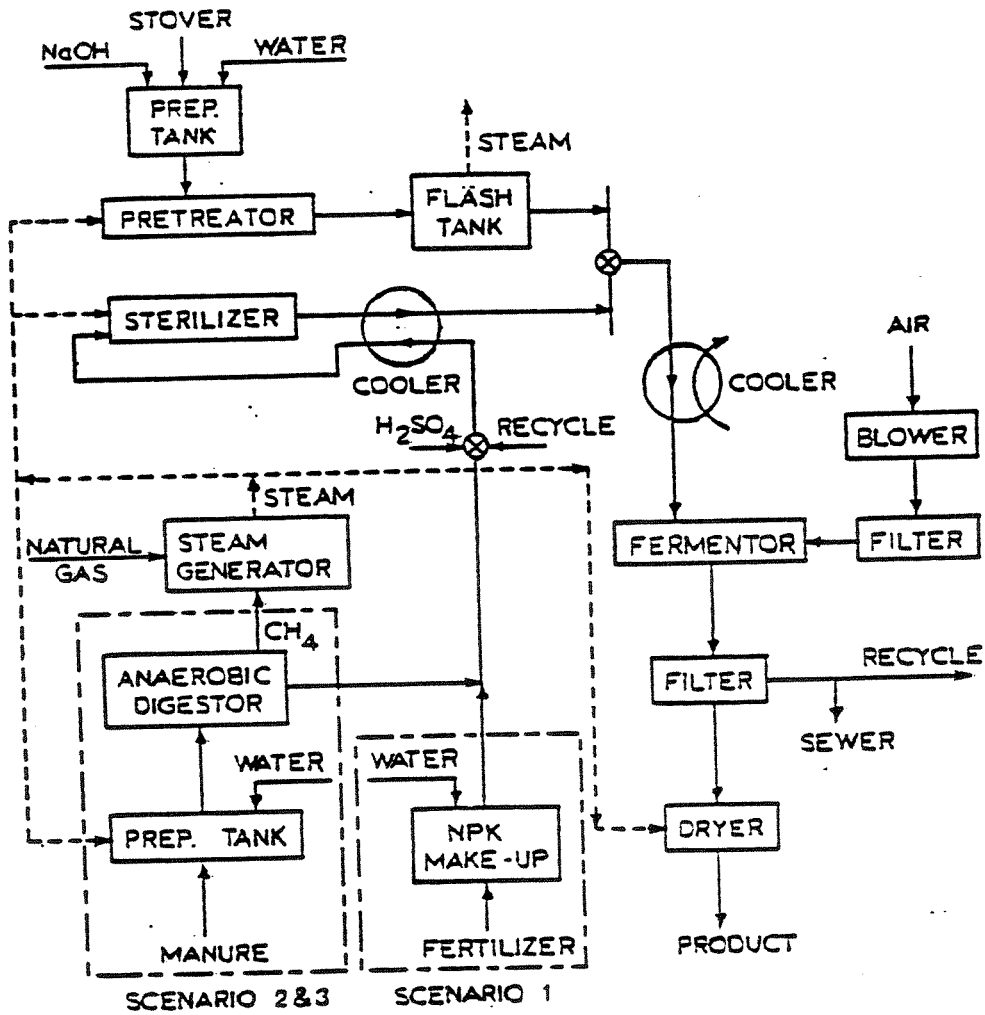 STOVER
NaOH
WATER
PREP.
TANK
STEAM
PRETREATOR
FLASH
TANK
STERILIZER
COOLER
AIR
COOLER
H₂SO₄
RECYCLE
BLOWER
STEAM
NATURAL
GAS
STEAM
GENERATOR
FERMENTOR
FILTER
CH₄
ANAEROBIC
DIGESTOR
FILTER
RECYCLE
SEWER
WATER
WATER
PREP. TANK
NPK
MAKE-UP
DRYER
MANURE
FERTILIZER
PRODUCT
SCENARIO 2&3
SCENARIO 1